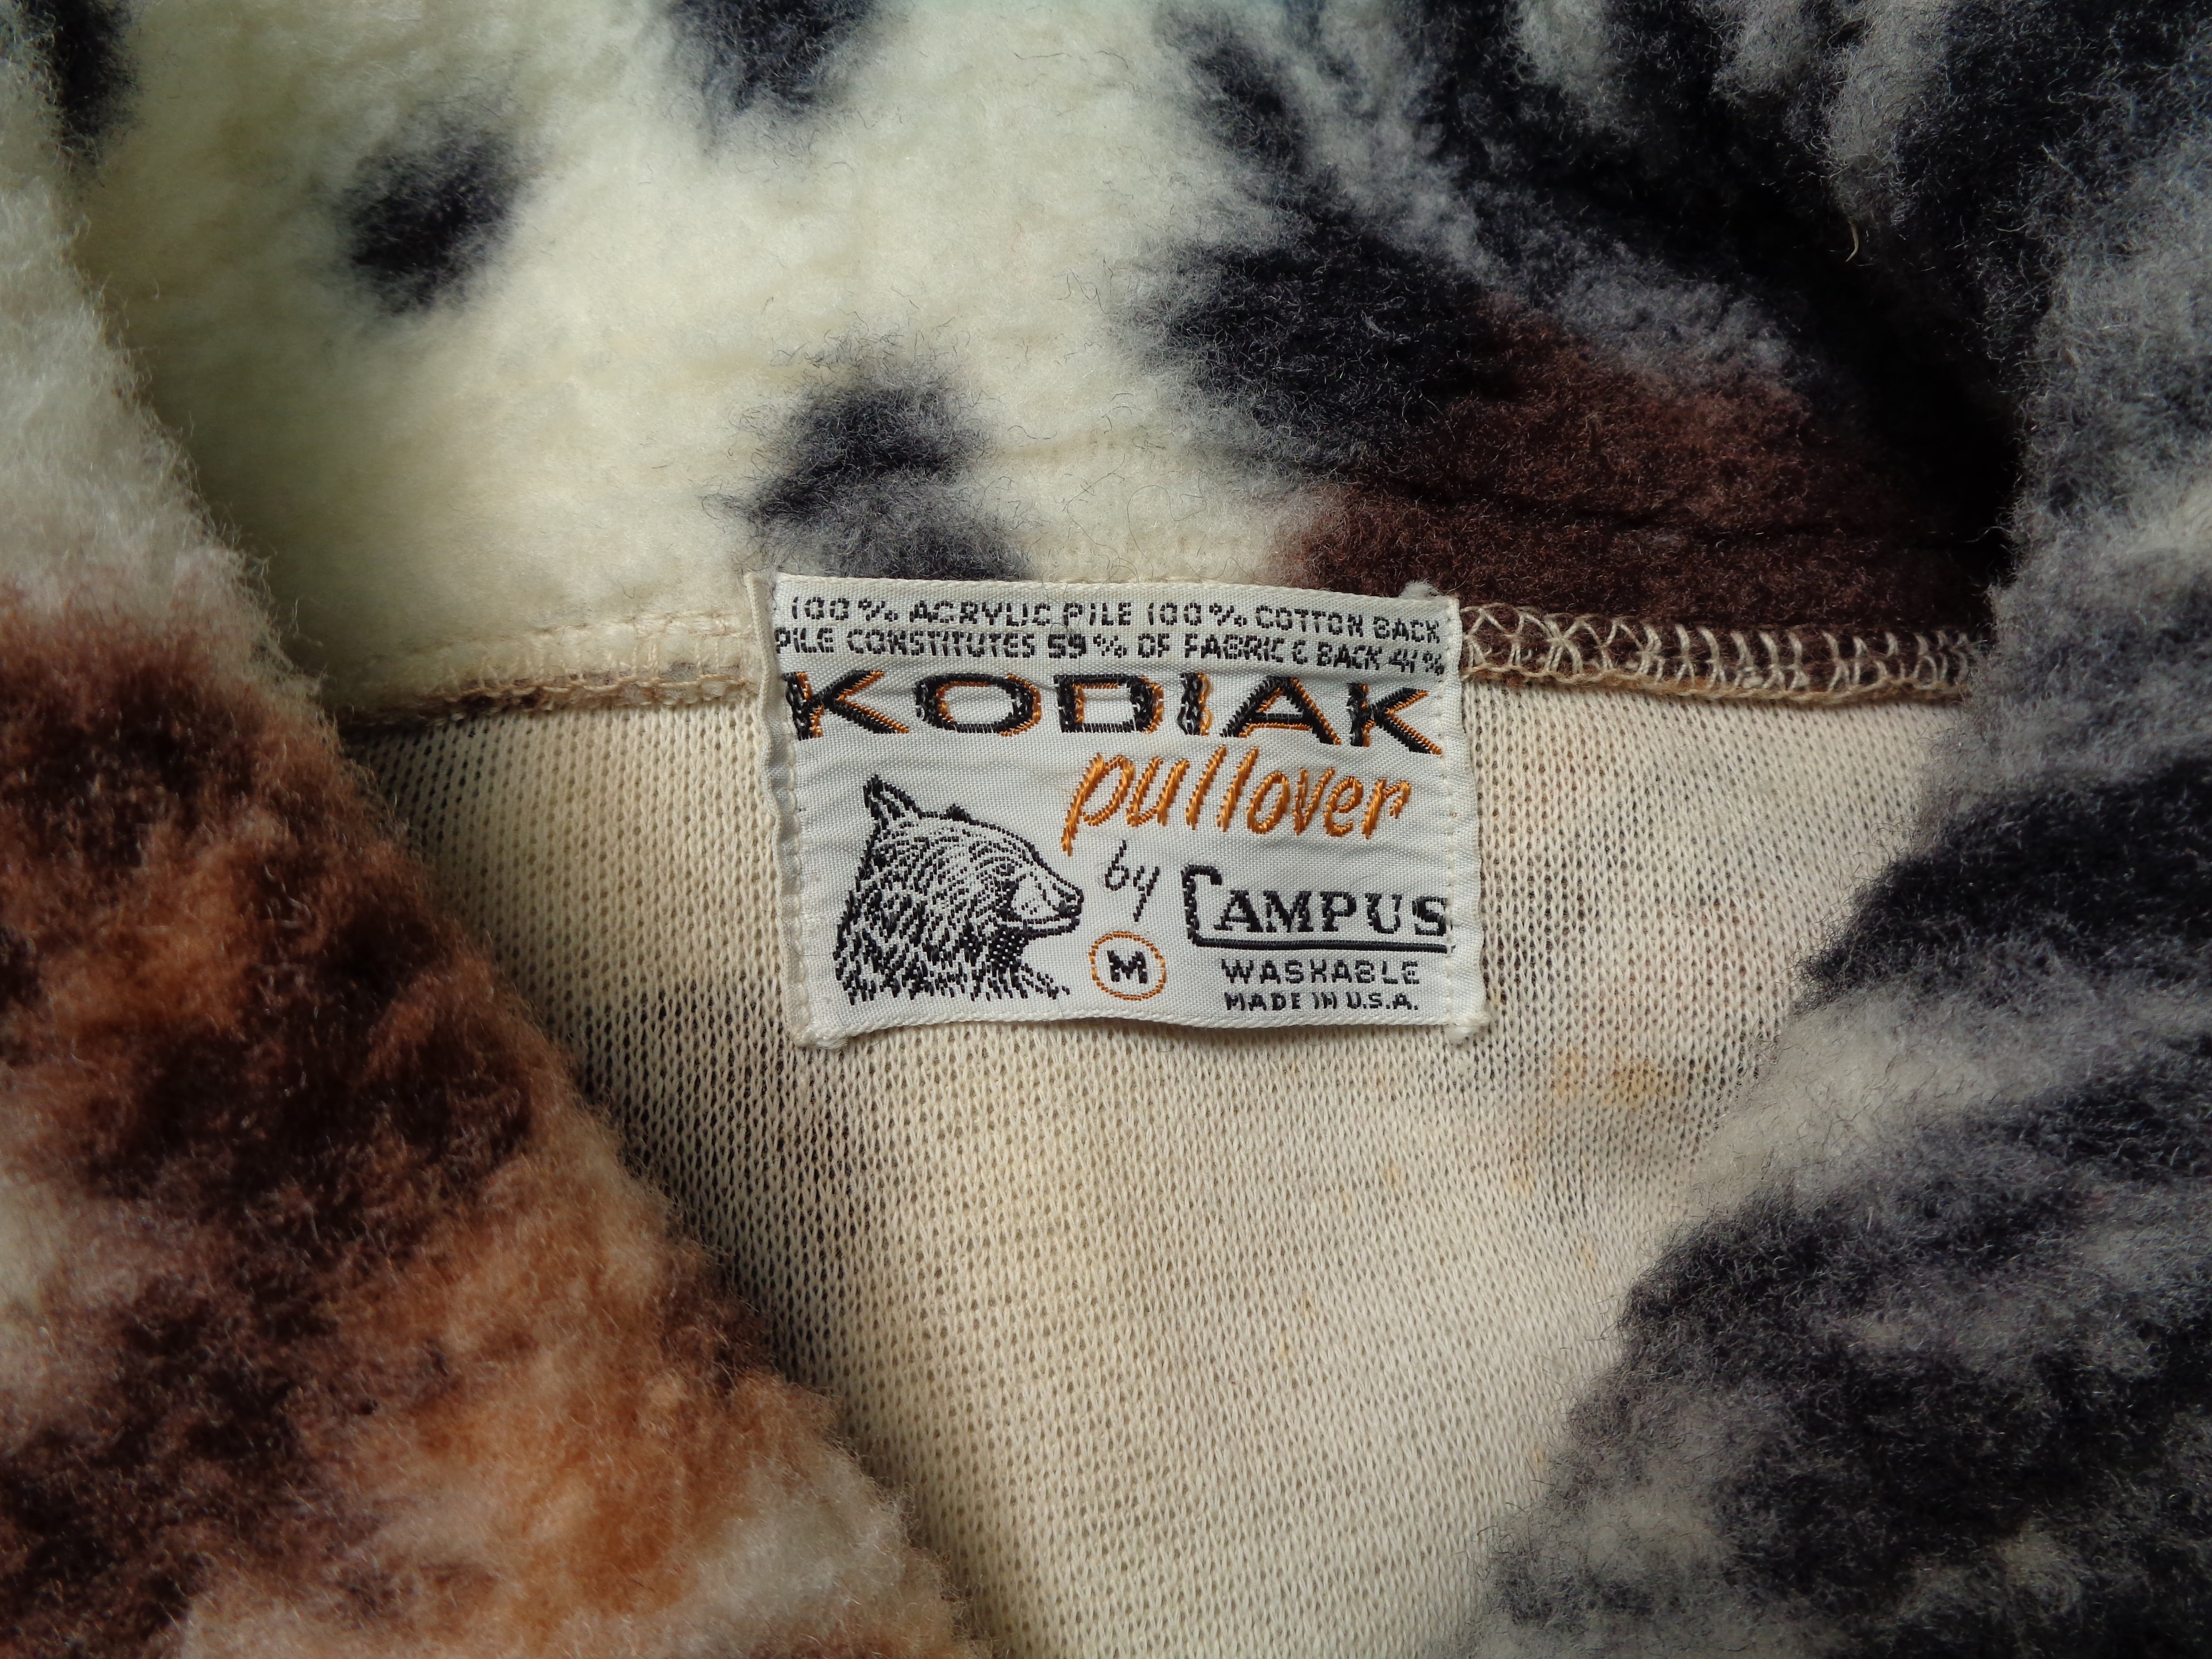 100% ACRYLIC PILE 100% COTTON BACK
PILE CONSTITUTES 59% OF FABRIC & BACK 41%
KODIAK
pullover
by CAMPUS
M
WASHABLE
MADE IN U.S.A.